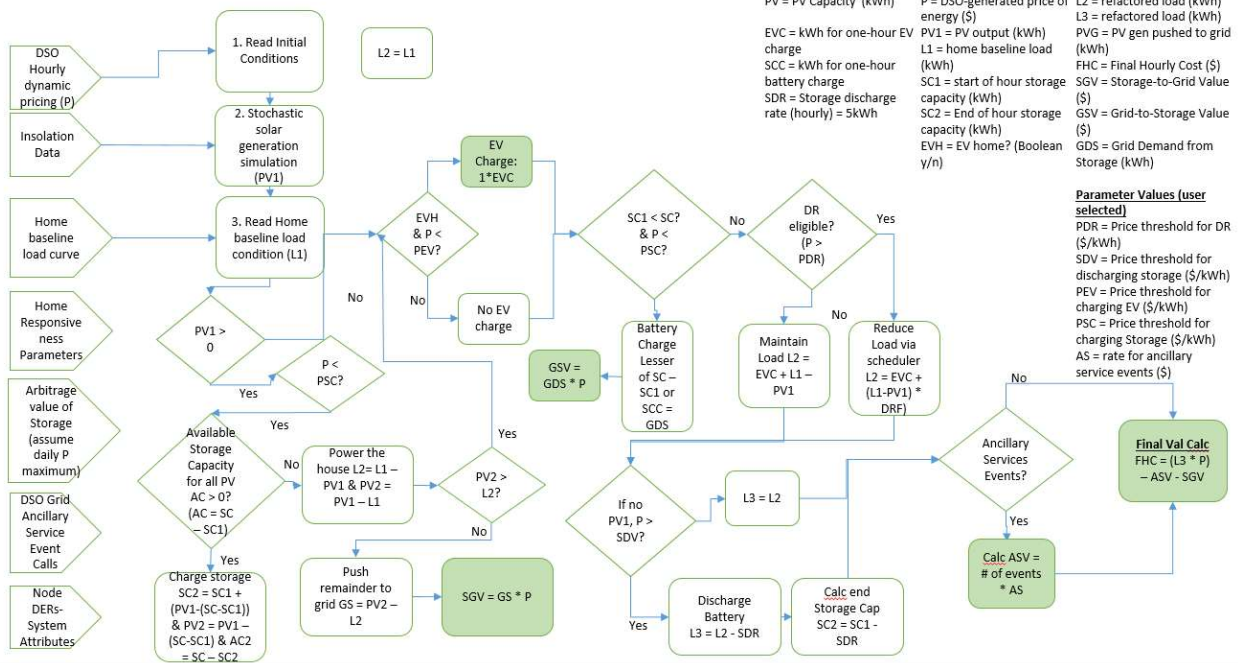 DSO
Hourly
dynamic
pricing (P)
Insolation
Data
Home
baseline
load curve
Home
Responsive
ness
Parameters
Arbitrage
value of
Storage
(assume
daily P
maximum)
DSO Grid
Ancillary
Service
Event
Calls
Node
DERs-
System
Attributes
1. Read Initial
Conditions
L2 = L1
2. Stochastic
solar
generation
simulation
(PV1)
3. Read Home
baseline load
condition (L1)
PV1 >
0
Yes
No
P <
PSC?
Yes
Available
Storage
Capacity
for all PV
AC > 0?
(AC = SC
– SC1)
No
Yes
Charge storage
SC2 = SC1 +
(PV1-(SC-SC1))
& PV2 = PV1 –
(SC-SC1) & AC2
= SC – SC2
Power the
house L2= L1 –
PV1 & PV2 =
PV1 – L1
PV2 >
L2?
Yes
No
Push
remainder to
grid GS = PV2 –
L2
SGV = GS * P
EVH
& P <
PEV?
No
EV
Charge:
1*EVC
No EV
charge
SC1 < SC?
& P <
PSC?
No
GSV =
GDS * P
Battery
Charge
Lesser
of SC –
SC1 or
SCC =
GDS
DR
eligible?
(P >
PDR)
Yes
No
Maintain
Load L2 =
EVC + L1 –
PV1
Reduce
Load via
scheduler
L2 = EVC +
(L1-PV1) *
DRF)
If no
PV1, P >
SDV?
Yes
L3 = L2
Discharge
Battery
L3 = L2 - SDR
Calc end
Storage Cap
SC2 = SC1 -
SDR
Ancillary
Services
Events?
No
Yes
Calc ASV =
# of events
* AS
Final Val Calc
FHC = (L3 * P)
– ASV - SGV
PV = PV Capacity (kWh)
EVC = kWh for one-hour EV
charge
SCC = kWh for one-hour
battery charge
SDR = Storage discharge
rate (hourly) = 5kWh
P = DSO-generated price of
energy ($)
PV1 = PV output (kWh)
L1 = home baseline load
(kWh)
SC1 = start of hour storage
capacity (kWh)
SC2 = End of hour storage
capacity (kWh)
EVH = EV home? (Boolean
y/n)
L2 = refactored load (kWh)
L3 = refactored load (kWh)
PVG = PV gen pushed to grid
(kWh)
FHC = Final Hourly Cost ($)
SGV = Storage-to-Grid Value
($)
GSV = Grid-to-Storage Value
($)
GDS = Grid Demand from
Storage (kWh)
Parameter Values (user
selected)
PDR = Price threshold for DR
($/kWh)
SDV = Price threshold for
discharging storage ($/kWh)
PEV = Price threshold for
charging EV ($/kWh)
PSC = Price threshold for
charging Storage ($/kWh)
AS = rate for ancillary
service events ($)